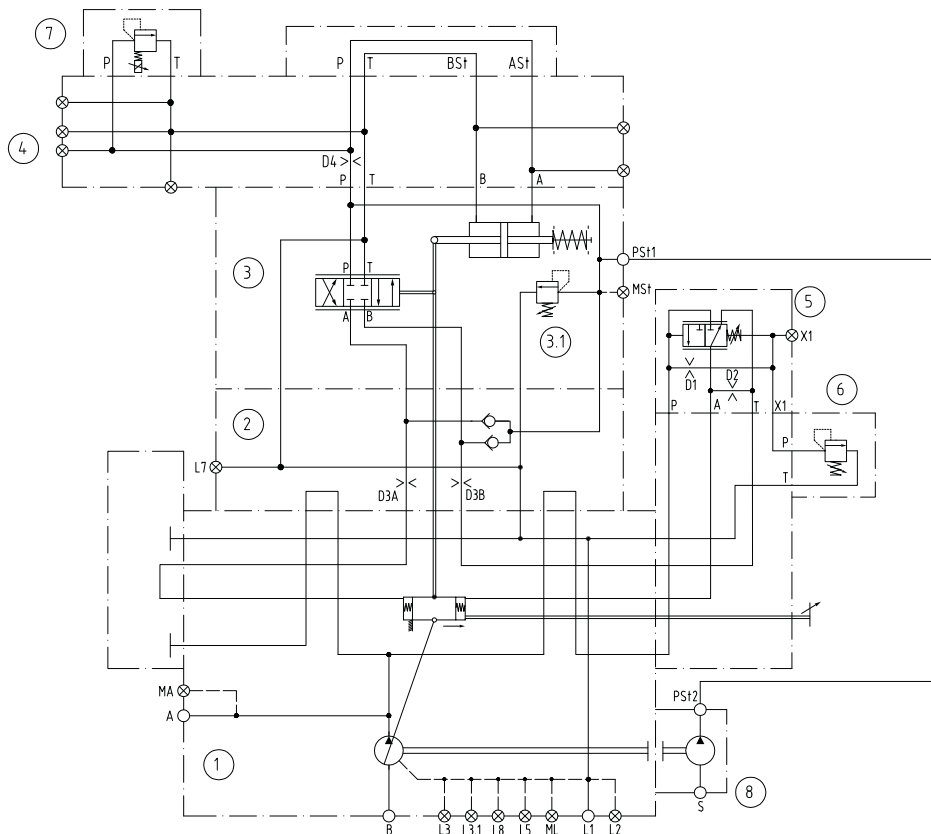 7
P T
P T BSt ASt
4
D4
P T B A
3
PSt1
P T
MSt
A B
3.1
5
X1
D1 D2
P A T X1
6
2
P
L7
T
D3A D3B
MA
A
PSt2
1
8
S
B L3 L3.1 L8 L5 ML L1 L2